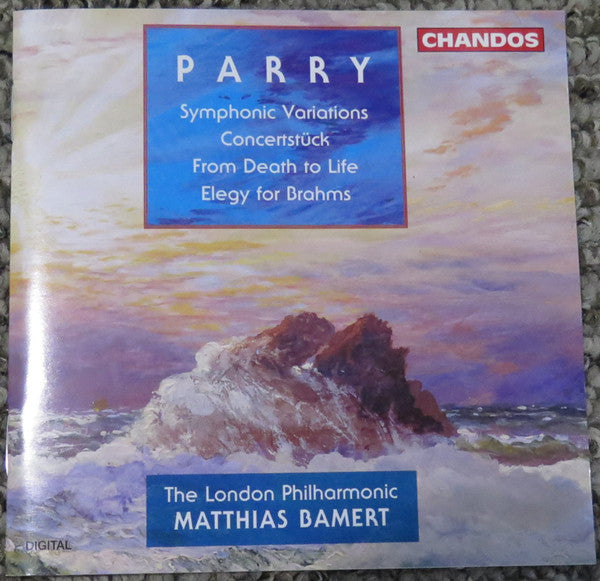 CHANDOS
PARRY
Symphonic Variations
Concertstück
From Death to Life
Elegy for Brahms
The London Philharmonic
MATTHIAS BAMERT
DIGITAL